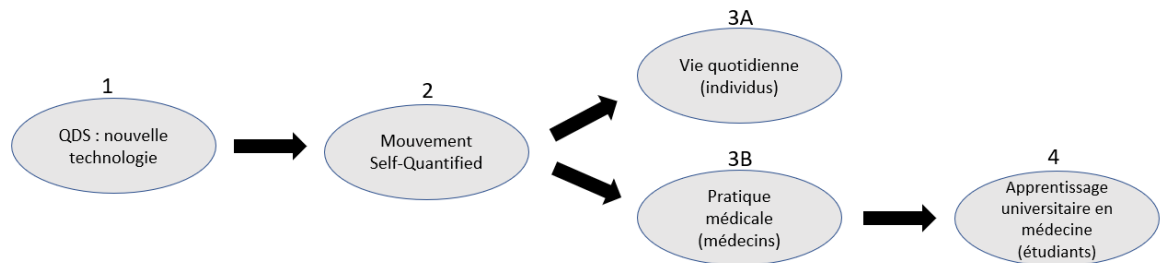 1
QDS : nouvelle
technologie
2
Mouvement
Self-Quantified
3A
Vie quotidienne
(individus)
3B
Pratique
médicale
(médecins)
4
Apprentissage
universitaire en
médecine
(étudiants)